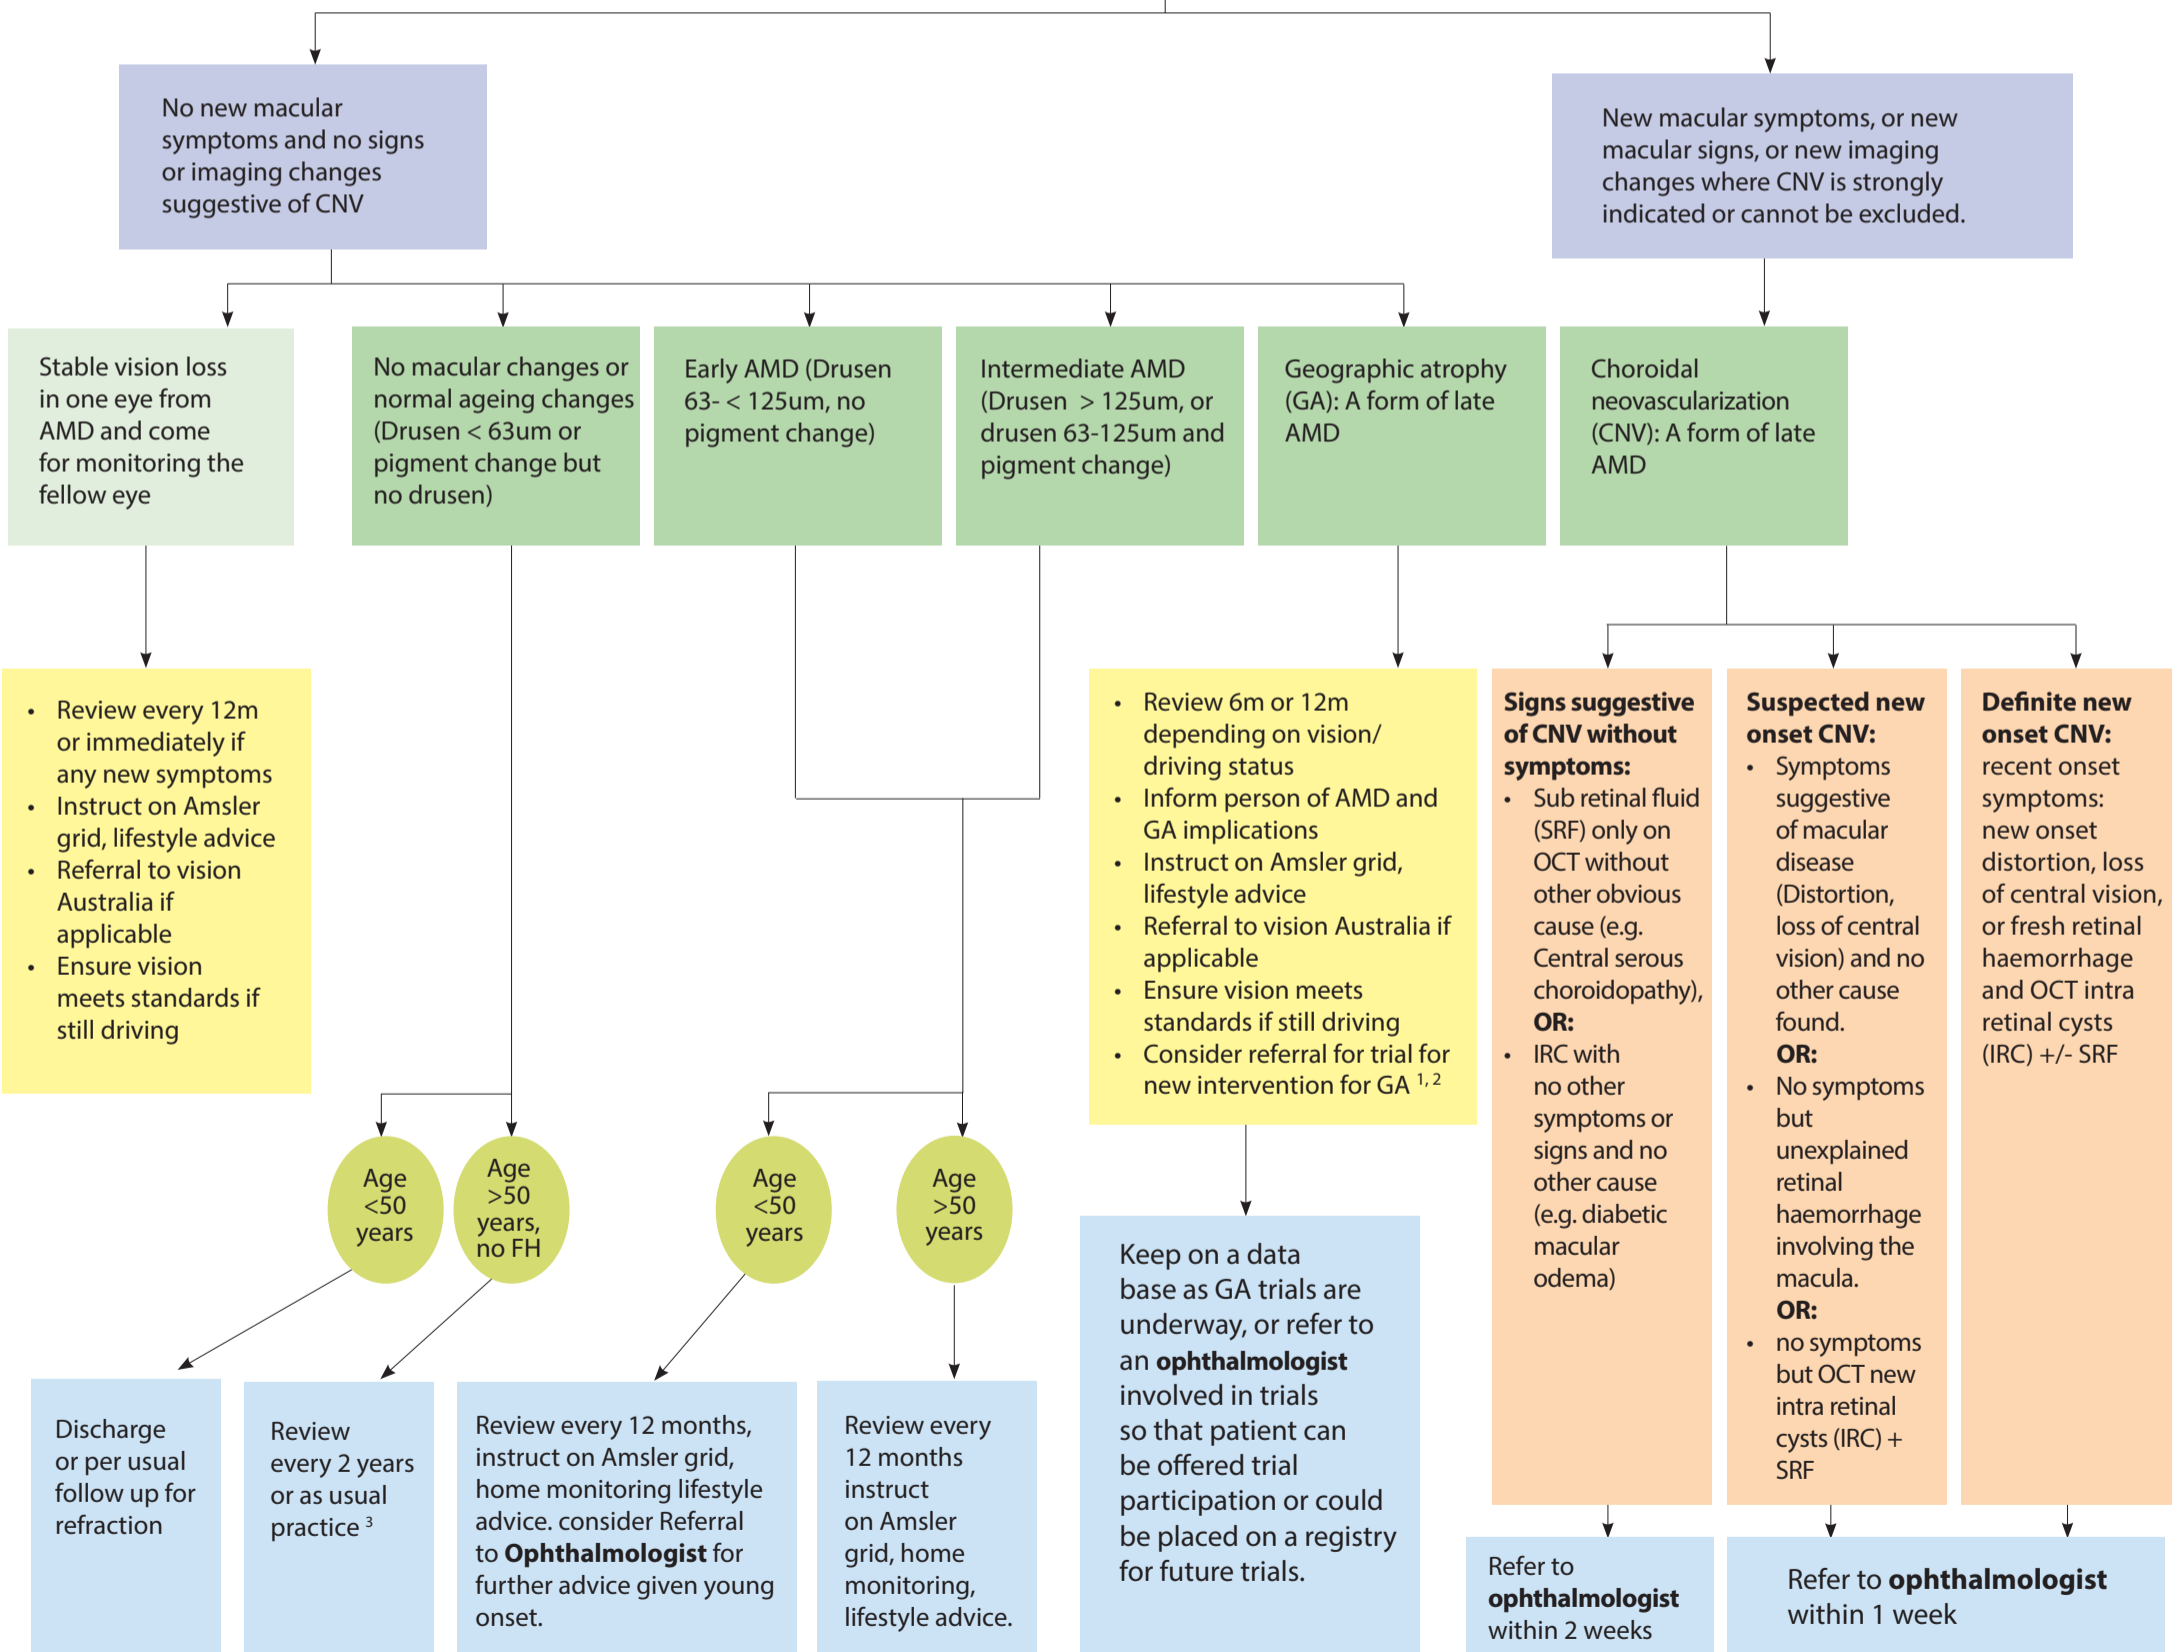 No new macular
symptoms and no signs
or imaging changes
suggestive of CNV
New macular symptoms, or new
macular signs, or new imaging
changes where CNV is strongly
indicated or cannot be excluded.
Stable vision loss
in one eye from
AMD and come
for monitoring the
fellow eye
No macular changes or
normal ageing changes
(Drusen < 63um or
pigment change but
no drusen)
Early AMD (Drusen
63- < 125um, no
pigment change)
Intermediate AMD
(Drusen  > 125um, or
drusen 63-125um and
pigment change)
Geographic atrophy
(GA): A form of late
AMD
Choroidal
neovascularization
(CNV): A form of late
AMD
• Review every 12m
or immediately if
any new symptoms
• Instruct on Amsler
grid, lifestyle advice
• Referral to vision
Australia if
applicable
• Ensure vision
meets standards if
still driving
• Review 6m or 12m
depending on vision/
driving status
• Inform person of AMD and
GA implications
• Instruct on Amsler grid,
lifestyle advice
• Referral to vision Australia if
applicable
• Ensure vision meets
standards if still driving
• Consider referral for trial for
new intervention for GA 1, 2
Signs suggestive
of CNV without
symptoms:
• Sub retinal fluid
(SRF) only on
OCT without
other obvious
cause (e.g.
Central serous
choroidopathy),
OR:
• IRC with
no other
symptoms or
signs and no
other cause
(e.g. diabetic
macular
odema)
Suspected new
onset CNV:
• Symptoms
suggestive
of macular
disease
(Distortion,
loss of central
vision) and no
other cause
found.
OR:
• No symptoms
but
unexplained
retinal
haemorrhage
involving the
macula.
OR:
• no symptoms
but OCT new
intra retinal
cysts (IRC) +
SRF
Definite new
onset CNV:
recent onset
symptoms:
new onset
distortion, loss
of central vision,
or fresh retinal
haemorrhage
and OCT intra
retinal cysts
(IRC) +/- SRF
Age
<50
years
Age
>50
years,
no FH
Age
<50
years
Age
>50
years
Discharge
or per usual
follow up for
refraction
Review
every 2 years
or as usual
practice 3
Review every 12 months,
instruct on Amsler grid,
home monitoring lifestyle
advice. consider Referral
to Ophthalmologist for
further advice given young
onset.
Review every
12 months
instruct
on Amsler
grid, home
monitoring,
lifestyle advice.
Keep on a data
base as GA trials are
underway, or refer to
an ophthalmologist
involved in trials
so that patient can
be offered trial
participation or could
be placed on a registry
for future trials.
Refer to
ophthalmologist
within 2 weeks
Refer to ophthalmologist
within 1 week